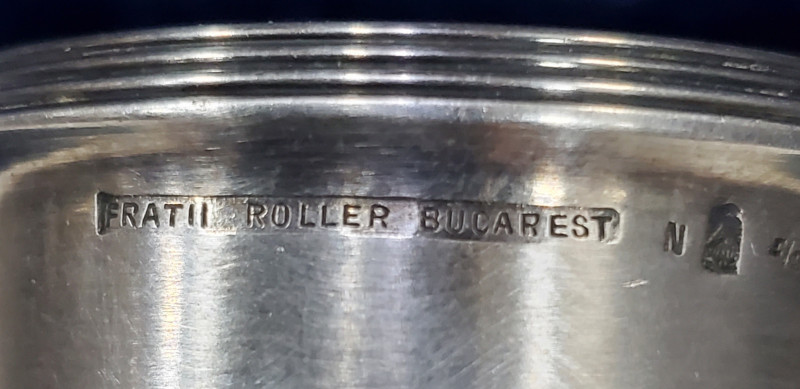 FRATII ROLLER BUCAREST N